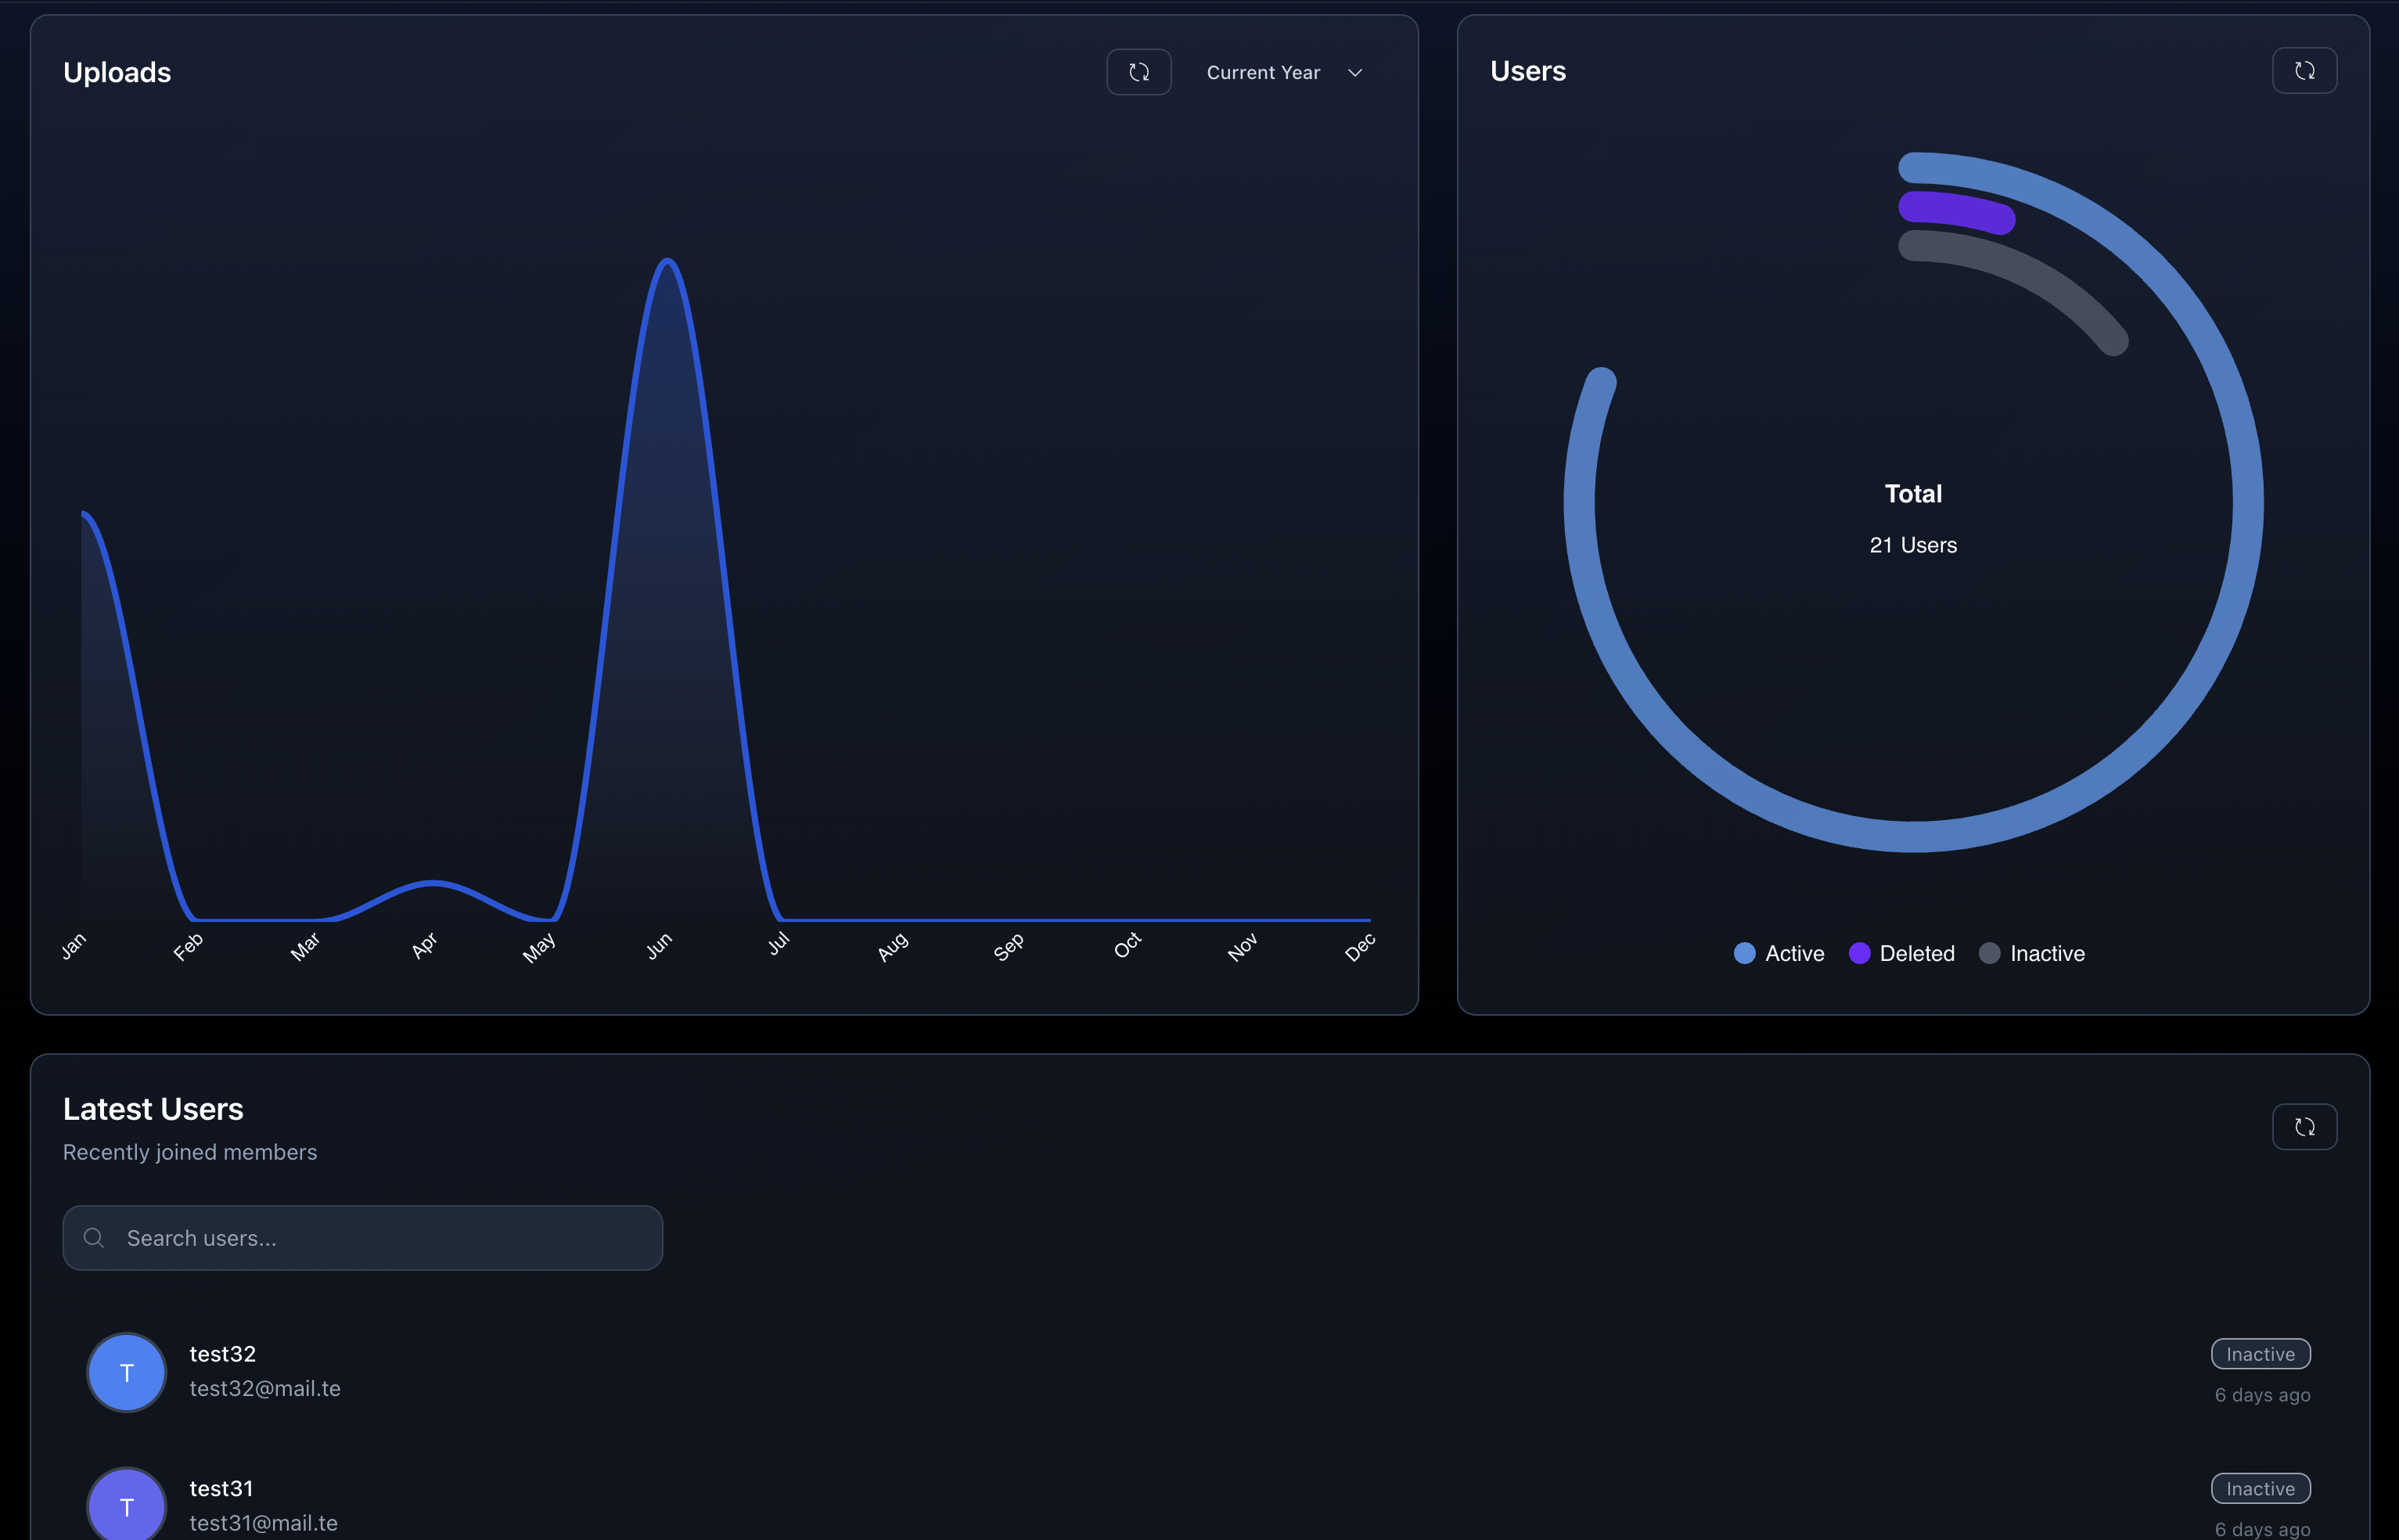 Uploads
Current Year
Jan
Feb
Mar
Apr
May
Jun
Jul
Aug
Sep
Oct
Nov
Dec
Users
Total
21 Users
Active
Deleted
Inactive
Latest Users
Recently joined members
Search users...
T
test32
test32@mail.te
Inactive
6 days ago
T
test31
test31@mail.te
Inactive
6 days ago